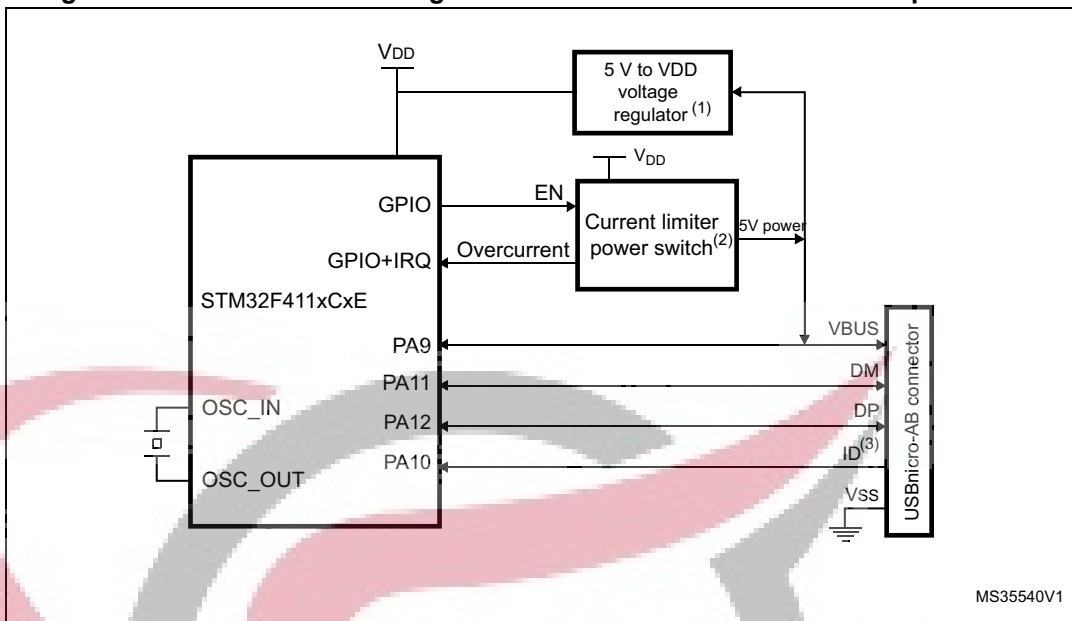 VDD
5 V to VDD
voltage
regulator (1)
VDD
GPIO
EN
Current limiter
power switch(2)
5V power
GPIO+IRQ
Overcurrent
STM32F411xCxE
PA9
VBUS
PA11
DM
OSC_IN
PA12
DP
PA10
ID(3)
OSC_OUT
VSS
USBnicro-AB connector
MS35540V1